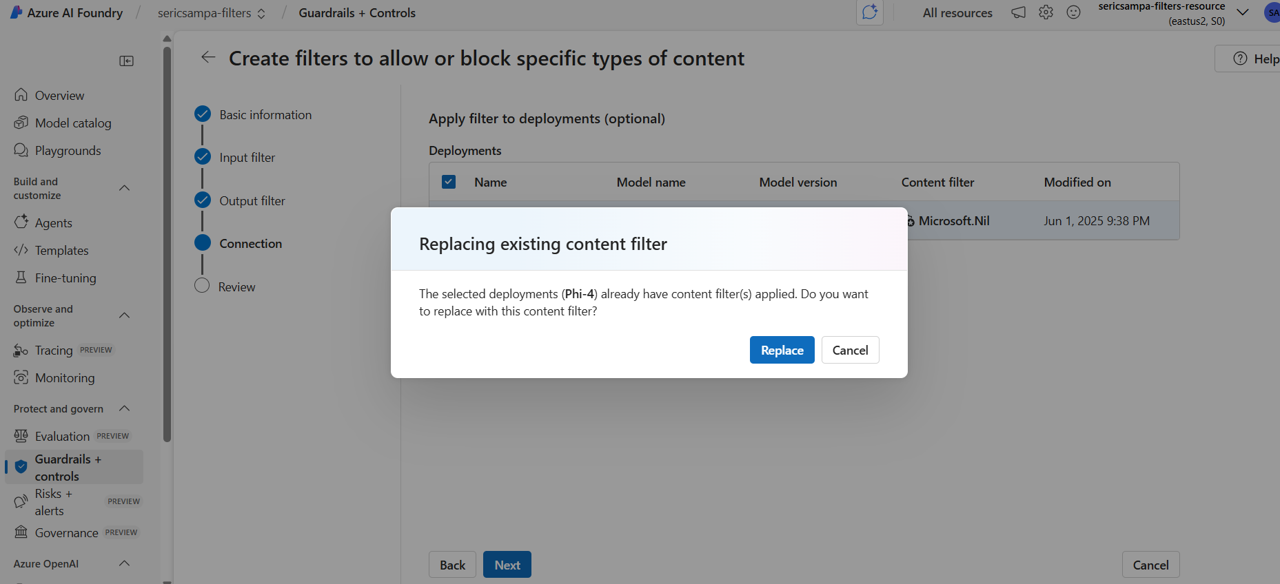 Azure AI Foundry / sericsampa-filters / Guardrails + Controls
All resources
sericsampa-filters-resource
(eastus2, S0)
SA
Create filters to allow or block specific types of content
Help
Overview
Model catalog
Playgrounds
Build and
customize
Agents
Templates
Fine-tuning
Observe and
optimize
Tracing PREVIEW
Monitoring
Protect and govern
Evaluation PREVIEW
Guardrails +
controls
Risks +
alerts PREVIEW
Governance PREVIEW
Azure OpenAI
Basic information
Input filter
Output filter
Connection
Review
Apply filter to deployments (optional)
Deployments
Name Model name Model version Content filter Modified on
Microsoft.Nil Jun 1, 2025 9:38 PM
Replacing existing content filter
The selected deployments (Phi-4) already have content filter(s) applied. Do you want
to replace with this content filter?
Replace Cancel
Back Next Cancel